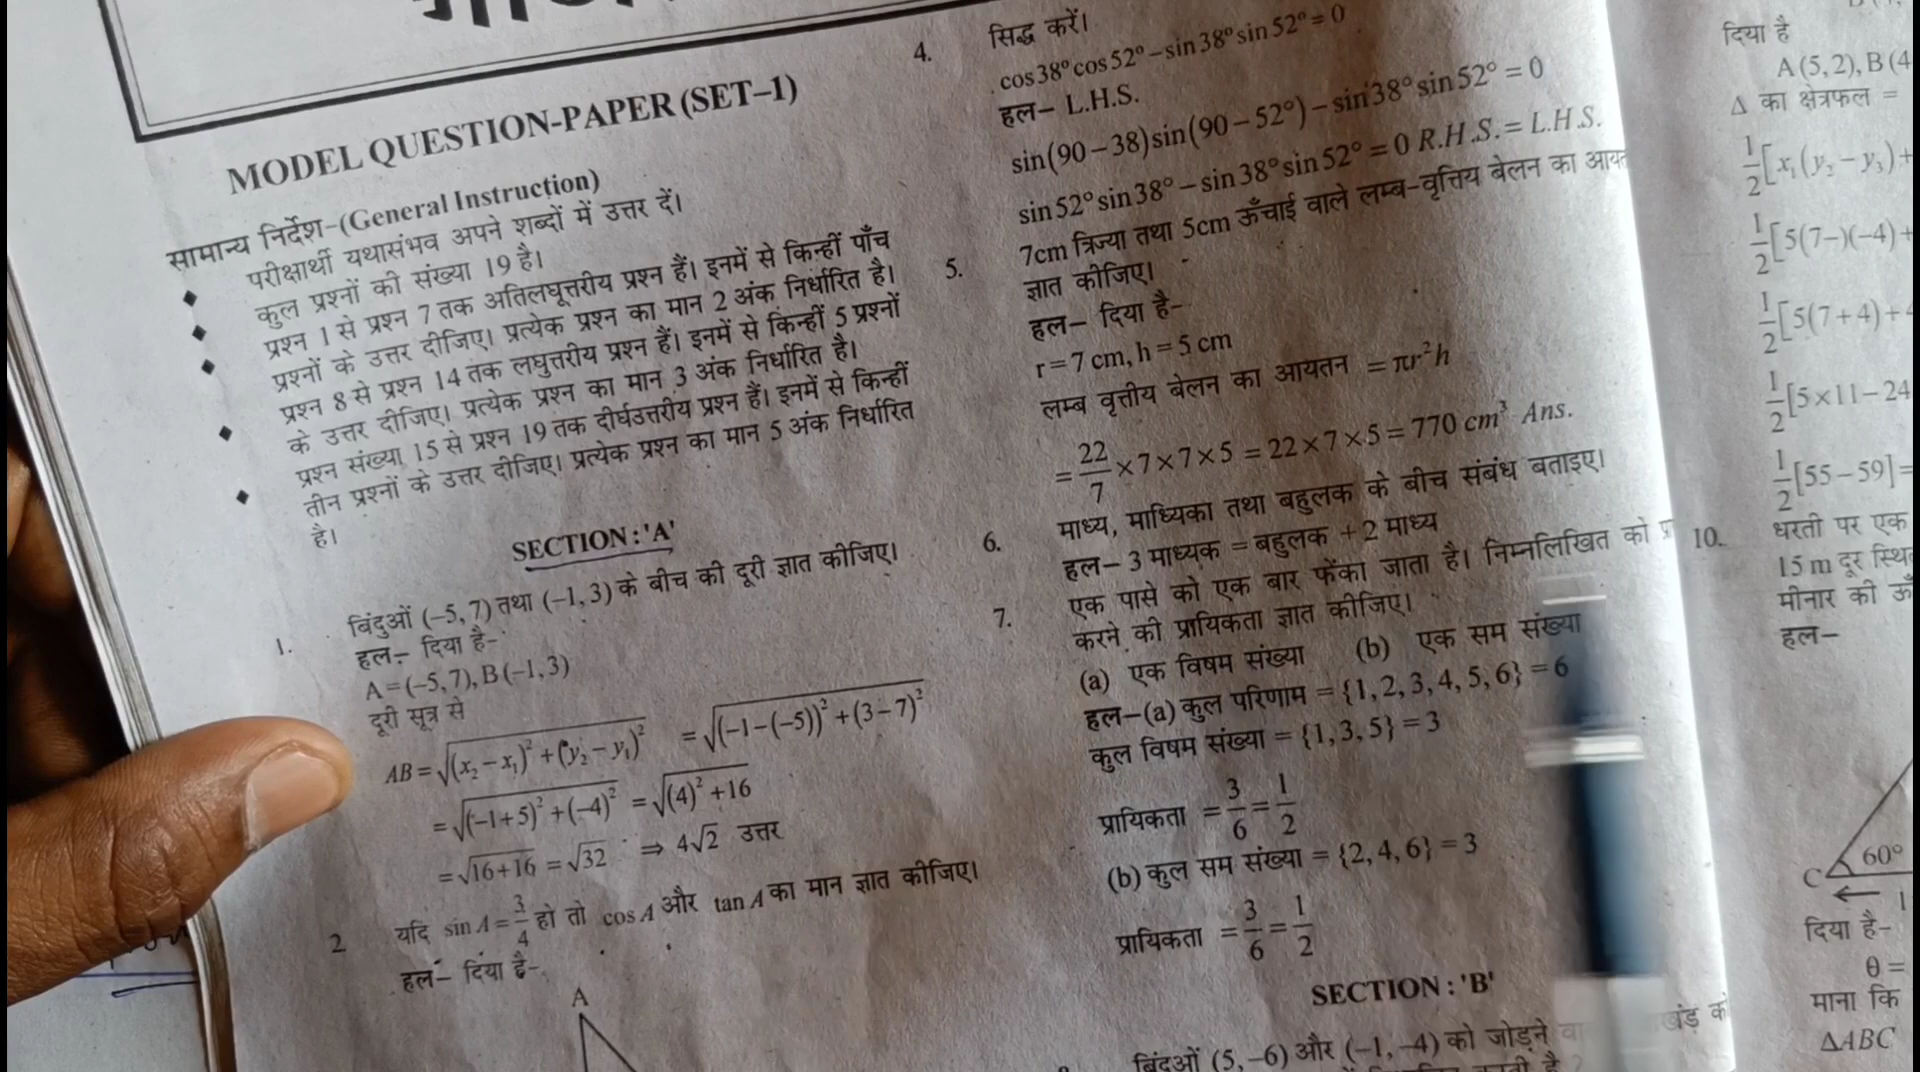 MODEL QUESTION-PAPER (SET-1)
सामान्य निर्देश-(General Instruction)
परीक्षार्थी यथासंभव अपने शब्दों में उत्तर दें।
कुल प्रश्नों की संख्या 19 है।
प्रश्न 1 से प्रश्न 7 तक अतिलघूत्तरीय प्रश्न हैं। इनमें से किन्हीं पाँच
प्रश्नों के उत्तर दीजिए। प्रत्येक प्रश्न का मान 2 अंक निर्धारित है।
प्रश्न 8 से प्रश्न 14 तक लघुत्तरीय प्रश्न हैं। इनमें से किन्हीं 5 प्रश्नों
के उत्तर दीजिए। प्रत्येक प्रश्न का मान 3 अंक निर्धारित है।
प्रश्न संख्या 15 से प्रश्न 19 तक दीर्घउत्तरीय प्रश्न हैं। इनमें से किन्हीं
तीन प्रश्नों के उत्तर दीजिए। प्रत्येक प्रश्न का मान 5 अंक निर्धारित
है।
SECTION : 'A'
1. बिंदुओं (–5, 7) तथा (–1, 3) के बीच की दूरी ज्ञात कीजिए।
हल– दिया है–
A = (–5, 7), B (–1, 3)
दूरी सूत्र से
AB = √((x₂ – x₁)² + (y₂ – y₁)²) = √((–1–(–5))² + (3–7)²)
= √((–1+5)² + (–4)²) = √((4)² + 16)
= √(16+16) = √32 ⇒ 4√2 उत्तर
2 यदि sin A = 3/4 हो तो cos A और tan A का मान ज्ञात कीजिए।
हल– दिया है–
A
4. सिद्ध करें।
cos 38° cos 52° – sin 38° sin 52° = 0
हल– L.H.S.
sin (90 – 38) sin (90 – 52°) – sin 38° sin 52° = 0
sin 52° sin 38° – sin 38° sin 52° = 0 R.H.S. = L.H.S.
5. 7cm त्रिज्या तथा 5cm ऊँचाई वाले लम्ब-वृत्तिय बेलन का
ज्ञात कीजिए।
हल– दिया है–
r = 7 cm, h = 5 cm
लम्ब वृत्तीय बेलन का आयतन = πr²h
= 22/7 × 7 × 7 × 5 = 22 × 7 × 5 = 770 cm³ Ans.
6. माध्य, माध्यिका तथा बहुलक के बीच संबंध बताइए।
हल– 3 माध्यक = बहुलक + 2 माध्य
7. एक पासे को एक बार फेंका जाता है। निम्नलिखित को
करने की प्रायिकता ज्ञात कीजिए।
(a) एक विषम संख्या (b) एक सम संख्या
हल–(a) कुल परिणाम = {1, 2, 3, 4, 5, 6} = 6
कुल विषम संख्या = {1, 3, 5} = 3
प्रायिकता = 3/6 = 1/2
(b) कुल सम संख्या = {2, 4, 6} = 3
प्रायिकता = 3/6 = 1/2
SECTION : 'B'
बिंदुओं (5, –6) और (–1, –4) को जोड़ने
दिया है
A (5, 2), B (4
Δ का क्षेत्रफल =
1/2 [x₁ (y₂ – y₃) +
1/2 [5(7–)(–4) +
1/2 [5(7 + 4) +
1/2 [5 × 11 – 24
1/2 [55 – 59] =
10. धरती पर एक
15 m दूर
मीनार की
हल–
60°
C
दिया है–
θ =
माना कि
ΔABC